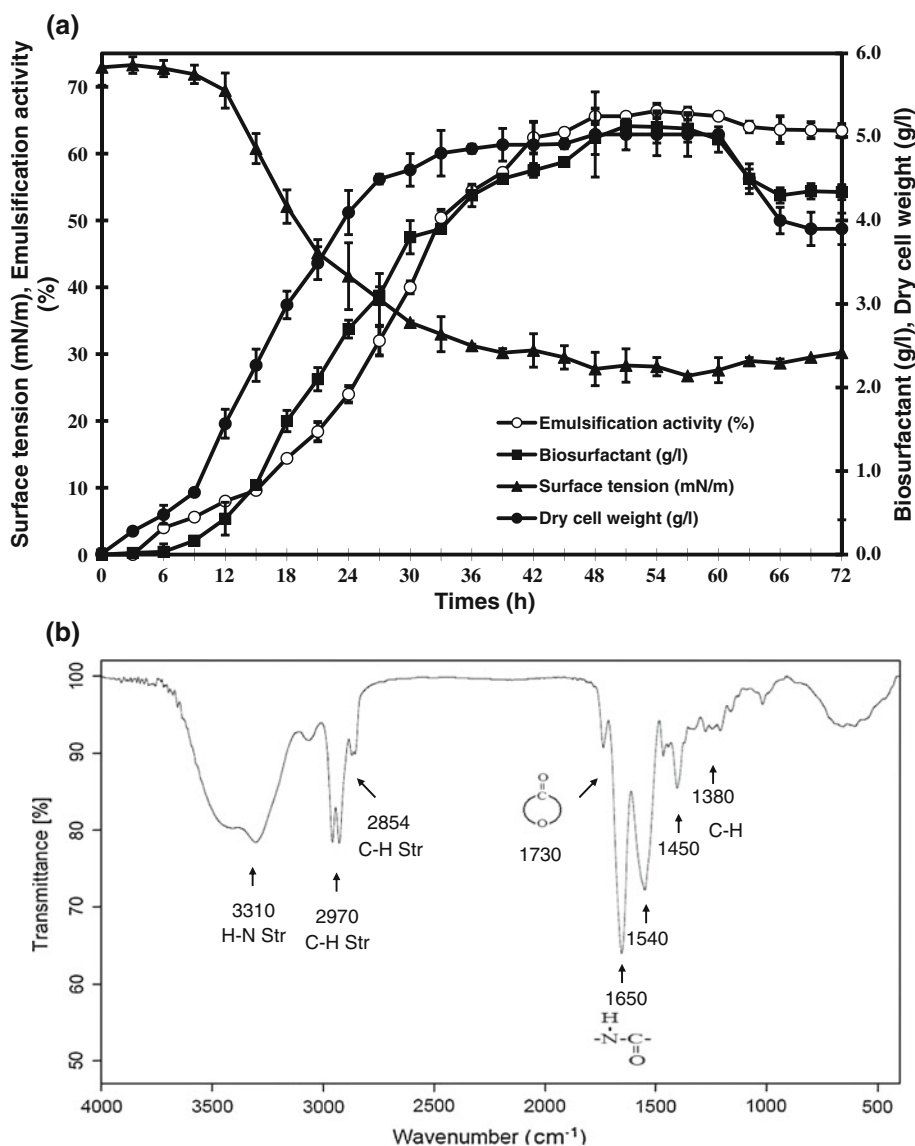 (a)
Surface tension (mN/m), Emulsification activity
(%)
70
60
50
40
30
20
10
0
6.0
5.0
4.0
3.0
2.0
1.0
0.0
Biosurfactant (g/l), Dry cell weight (g/l)
Emulsification activity (%)
Biosurfactant (g/l)
Surface tension (mN/m)
Dry cell weight (g/l)
0 6 12 18 24 30 36 42 48 54 60 66 72
Times (h)
(b)
Transmittance [%]
100
90
80
70
60
50
3310
H-N Str
2970
C-H Str
2854
C-H Str
O
C
O
1730
1650
H
-N-C-
O
1540
1450
1380
C-H
4000 3500 3000 2500 2000 1500 1000 500
Wavenumber (cm-1)